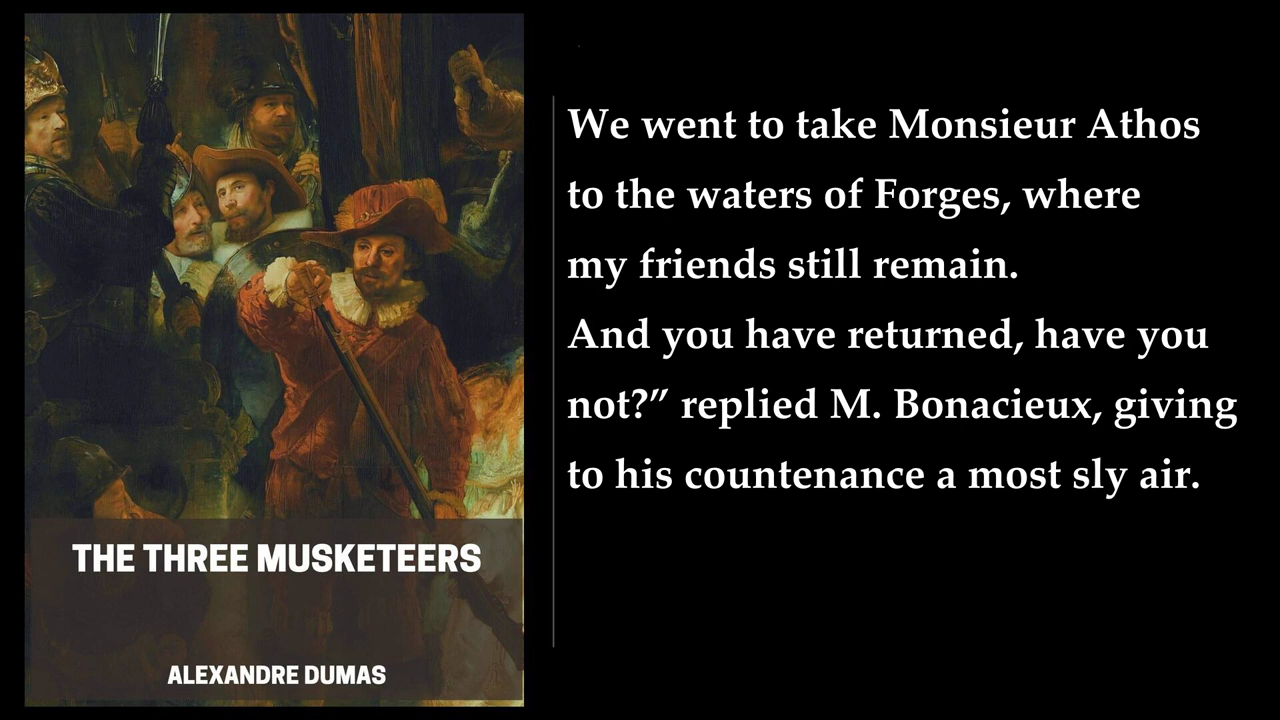 THE THREE MUSKETEERS
ALEXANDRE DUMAS
We went to take Monsieur Athos
to the waters of Forges, where
my friends still remain.
And you have returned, have you
not?” replied M. Bonacieux, giving
to his countenance a most sly air.